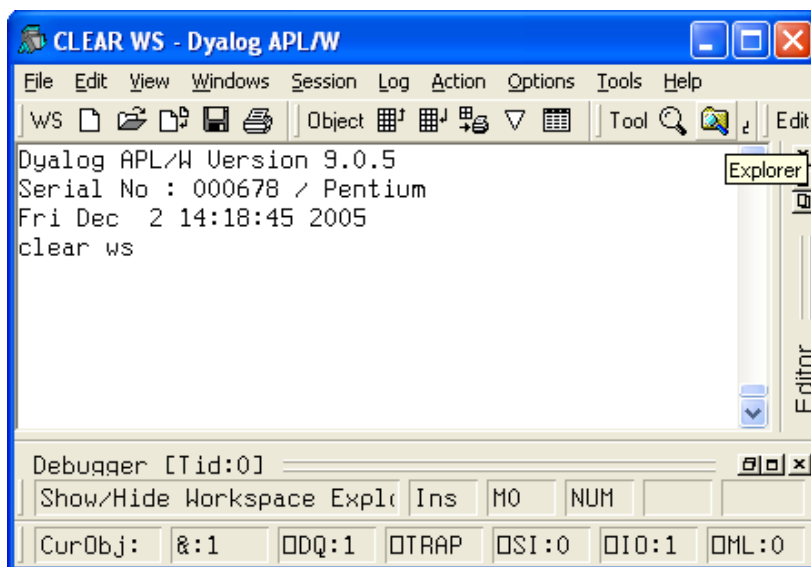 CLEAR WS - Dyalog APL/W
File Edit View Windows Session Log Action Options Tools Help
WS Object Tool Edit
Explorer
Dyalog APL/W Version 9.0.5
Serial No : 000678 / Pentium
Fri Dec  2 14:18:45 2005
clear ws
Editor
Debugger [Tid:0]
Show/Hide Workspace Expl Ins MO NUM
CurObj: &:1 ⎕DQ:1 ⎕TRAP ⎕SI:0 ⎕IO:1 ⎕ML:0